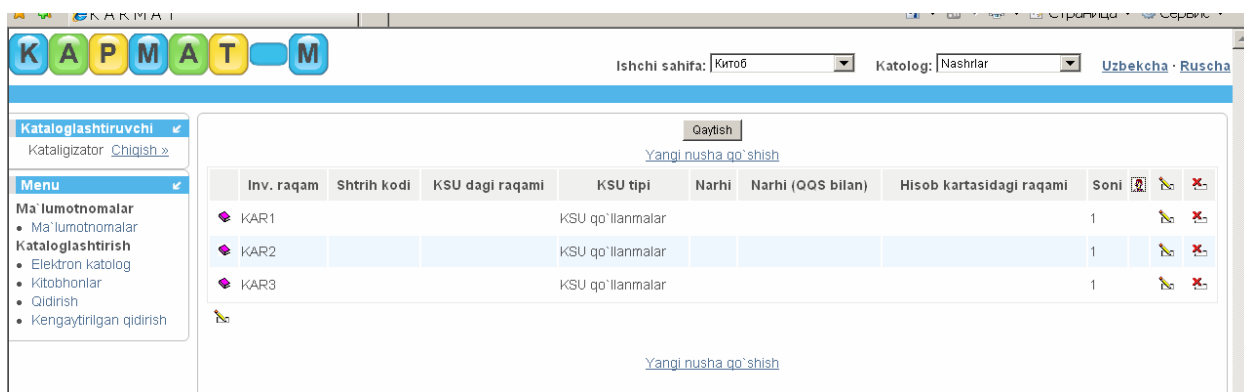 KARMAT
Страница Сервис
КАРМАТ М
Ishchi sahifa: Китоб Katolog: Nashrlar Uzbekcha · Ruscha
Kataloglashtiruvchi
Kataligizator Chiqish »
Menu
Ma`lumotnomalar
• Ma`lumotnomalar
Kataloglashtirish
• Elektron katolog
• Kitobhonlar
• Qidirish
• Kengaytirilgan qidirish
Qaytish
Yangi nusha qo`shish
Inv. raqam Shtrih kodi KSU dagi raqami KSU tipi Narhi Narhi (QQS bilan) Hisob kartasidagi raqami Soni
KAR1 KSU qo`llanmalar 1
KAR2 KSU qo`llanmalar 1
KAR3 KSU qo`llanmalar 1
Yangi nusha qo`shish